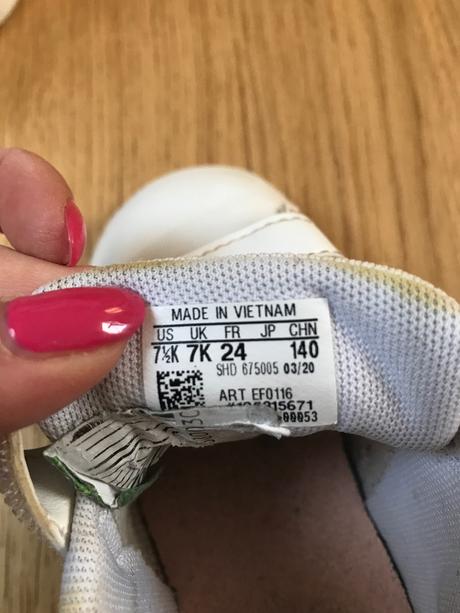 MADE IN VIETNAM
US UK FR JP CHN
7½K 7K 24 140
SHD 675005 03/20
ART EF0116